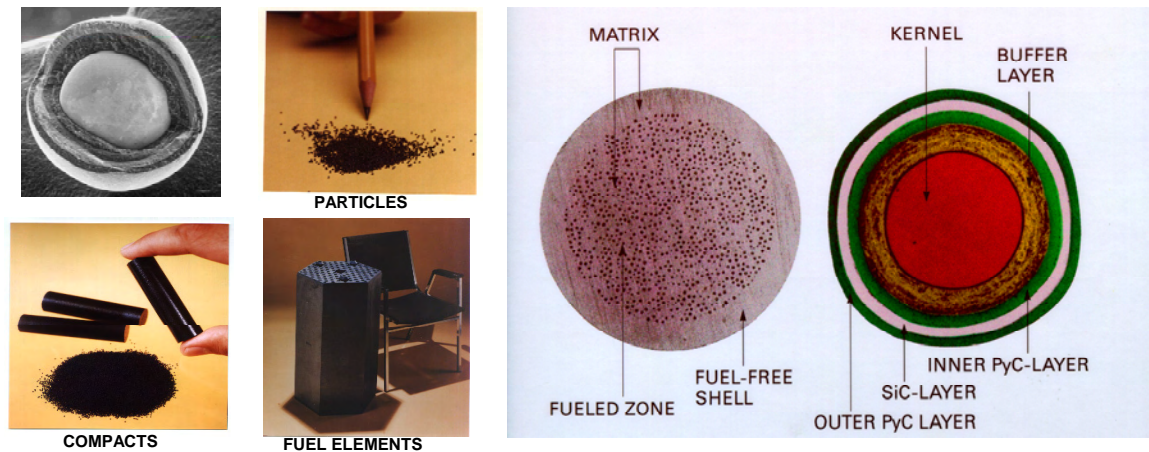 PARTICLES
COMPACTS
FUEL ELEMENTS
MATRIX
KERNEL
BUFFER
LAYER
FUELED ZONE
FUEL-FREE
SHELL
INNER PyC-LAYER
SiC-LAYER
OUTER PyC LAYER